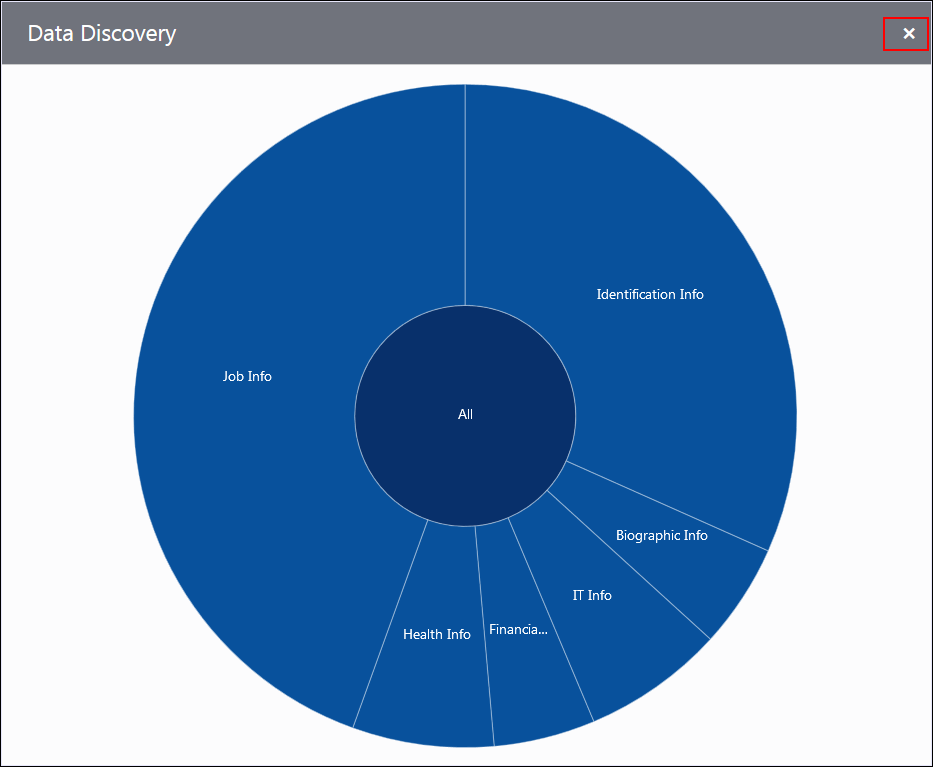 Data Discovery
Identification Info
Job Info
All
Biographic Info
IT Info
Financia...
Health Info